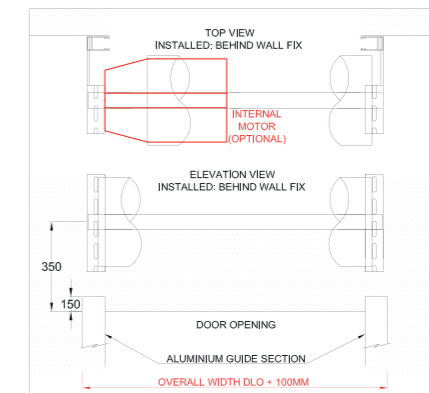 TOP VIEW
INSTALLED: BEHIND WALL FIX
INTERNAL
MOTOR
(OPTIONAL)
ELEVATION VIEW
INSTALLED: BEHIND WALL FIX
350
150
DOOR OPENING
ALUMINIUM GUIDE SECTION
OVERALL WIDTH DLO + 100MM